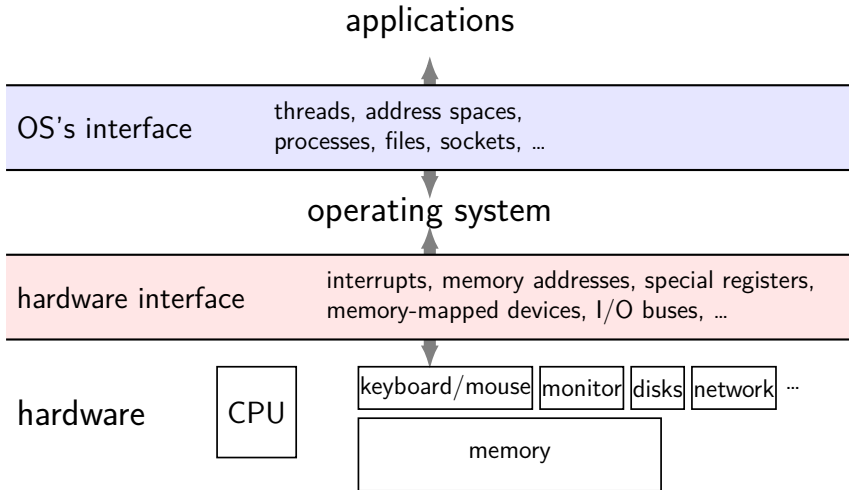 applications
OS's interface
threads, address spaces,
processes, files, sockets, …
operating system
hardware interface
interrupts, memory addresses, special registers,
memory-mapped devices, I/O buses, …
hardware
CPU
keyboard/mouse monitor disks network …
memory